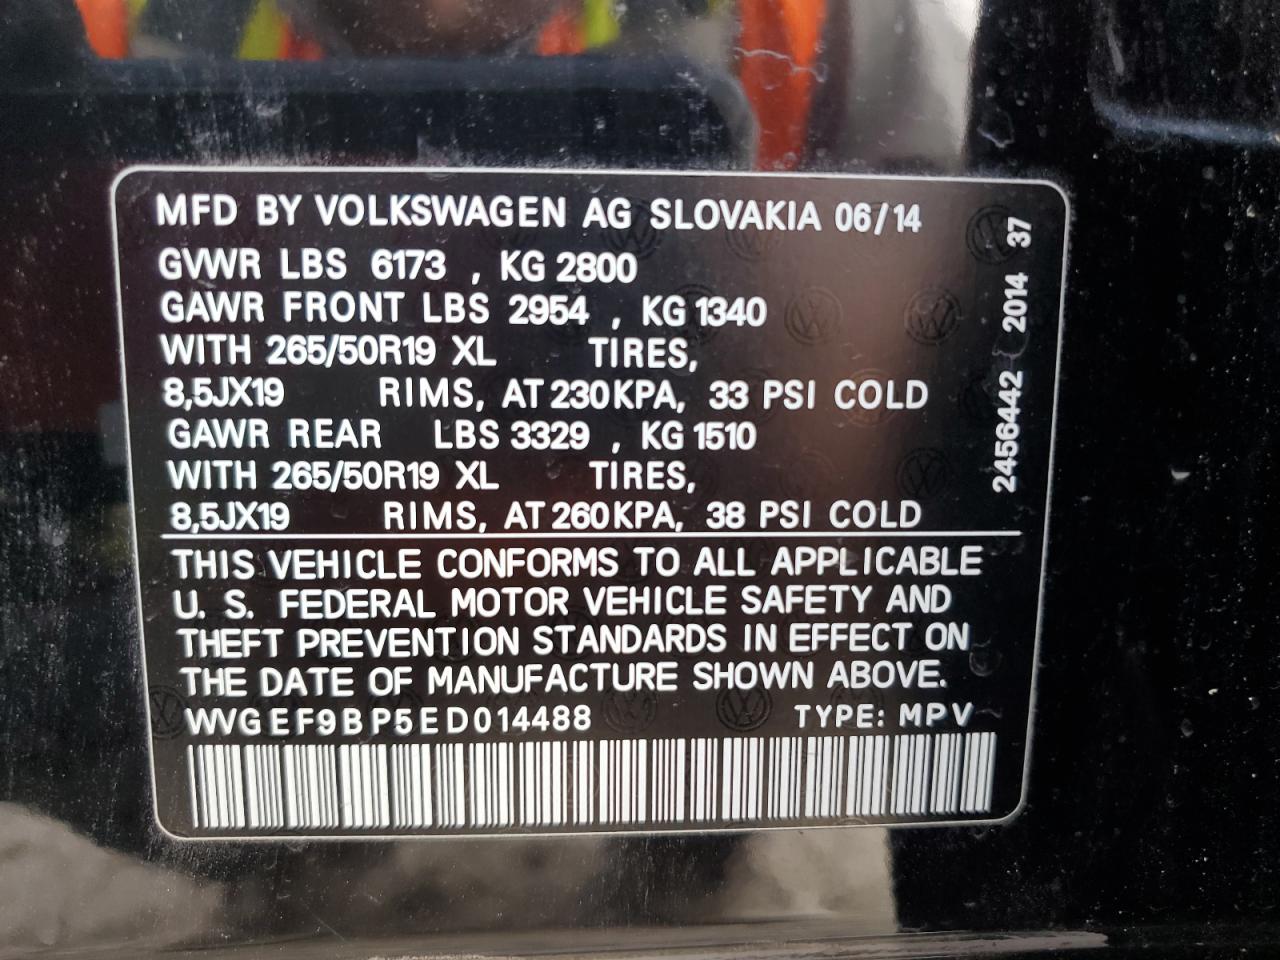 MFD BY VOLKSWAGEN AG SLOVAKIA 06/14
GVWR LBS 6173 , KG 2800
GAWR FRONT LBS 2954 , KG 1340
WITH 265/50R19 XL TIRES,
8,5JX19 RIMS, AT 230KPA, 33 PSI COLD
GAWR REAR LBS 3329 , KG 1510
WITH 265/50R19 XL TIRES,
8,5JX19 RIMS, AT 260KPA, 38 PSI COLD
2456442 2014 37
THIS VEHICLE CONFORMS TO ALL APPLICABLE
U. S. FEDERAL MOTOR VEHICLE SAFETY AND
THEFT PREVENTION STANDARDS IN EFFECT ON
THE DATE OF MANUFACTURE SHOWN ABOVE.
WVGEF9BP5ED014488 TYPE: MPV